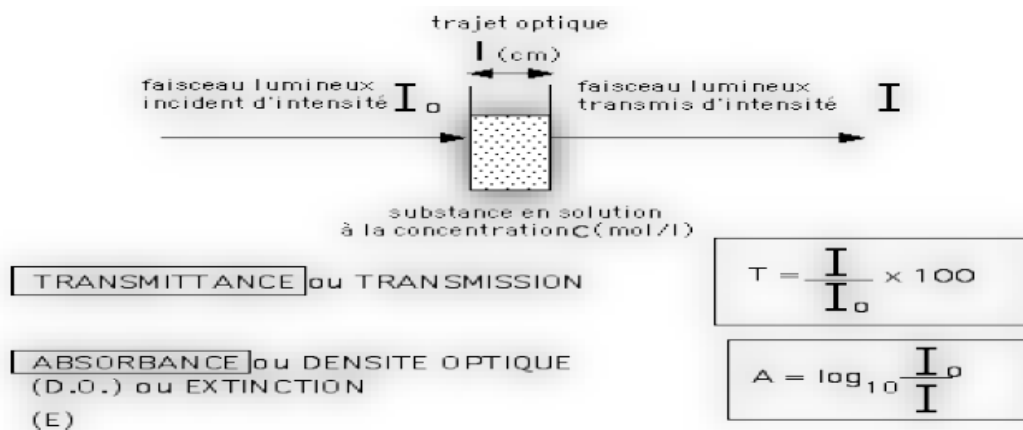 trajet optique
l (cm)
faisceau lumineux
incident d'intensité I₀
faisceau lumineux
transmis d'intensité I
substance en solution
à la concentration C (mol/l)
TRANSMITTANCE ou TRANSMISSION
T = I / I₀ x 100
ABSORBANCE ou DENSITE OPTIQUE
(D.O.) ou EXTINCTION
(E)
A = log₁₀ I₀ / I